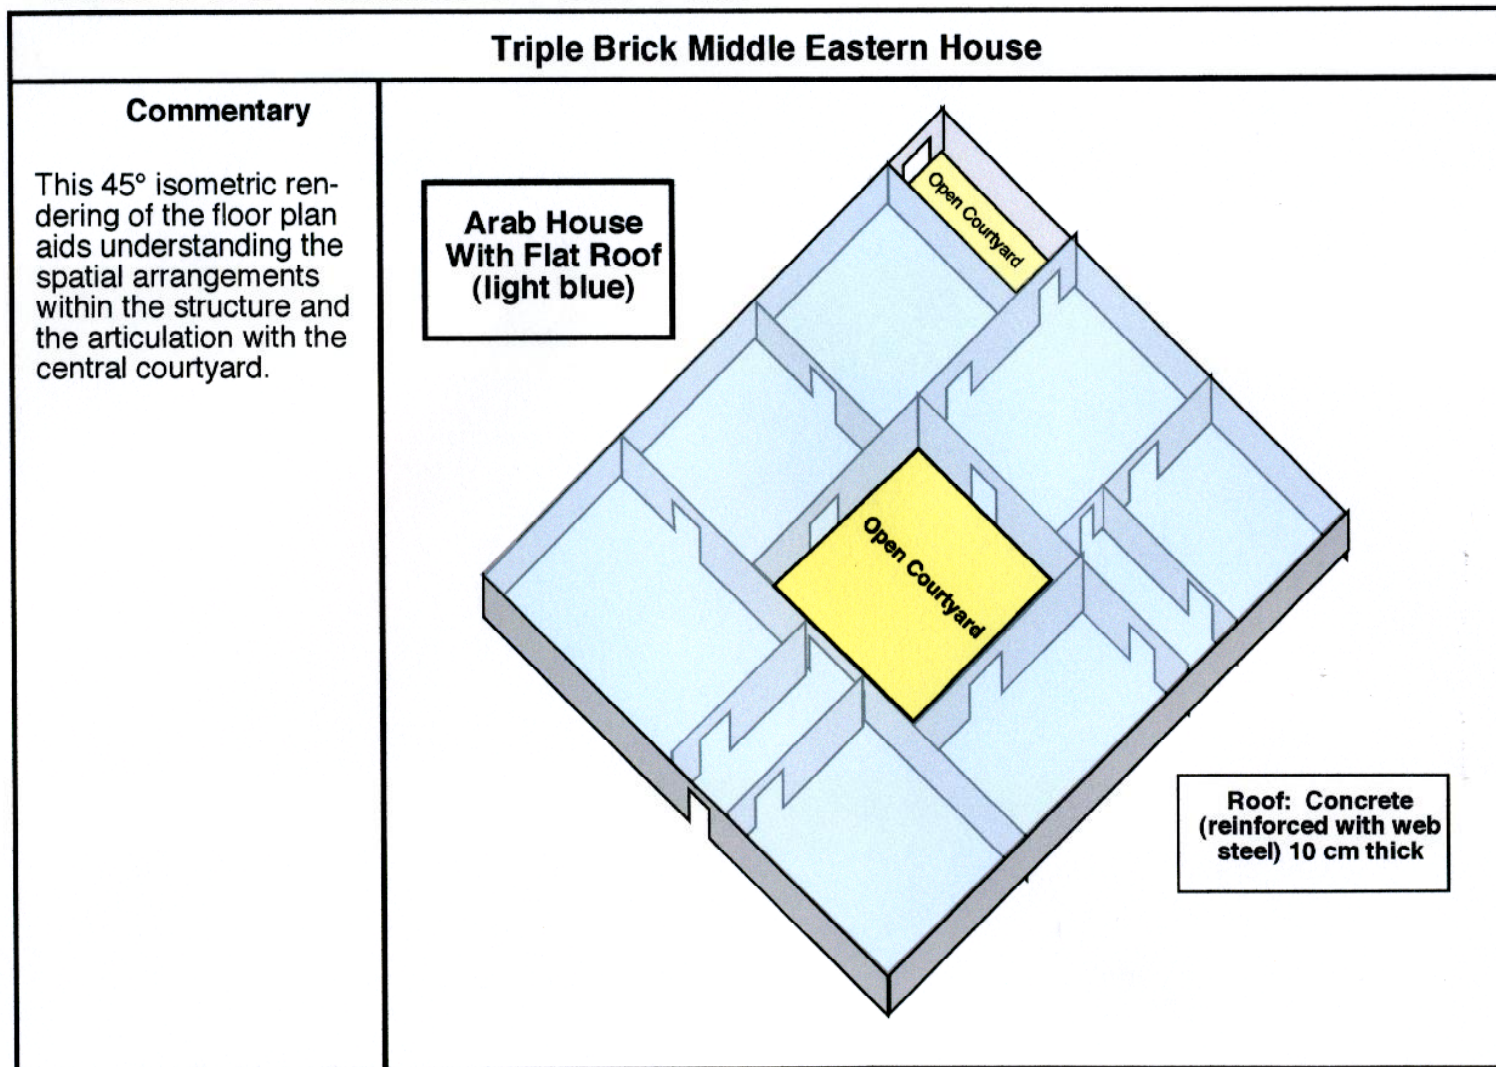 Triple Brick Middle Eastern House
Commentary
This 45° isometric ren-
dering of the floor plan
aids understanding the
spatial arrangements
within the structure and
the articulation with the
central courtyard.
Arab House
With Flat Roof
(light blue)
Open Courtyard
Open Courtyard
Roof: Concrete
(reinforced with web
steel) 10 cm thick